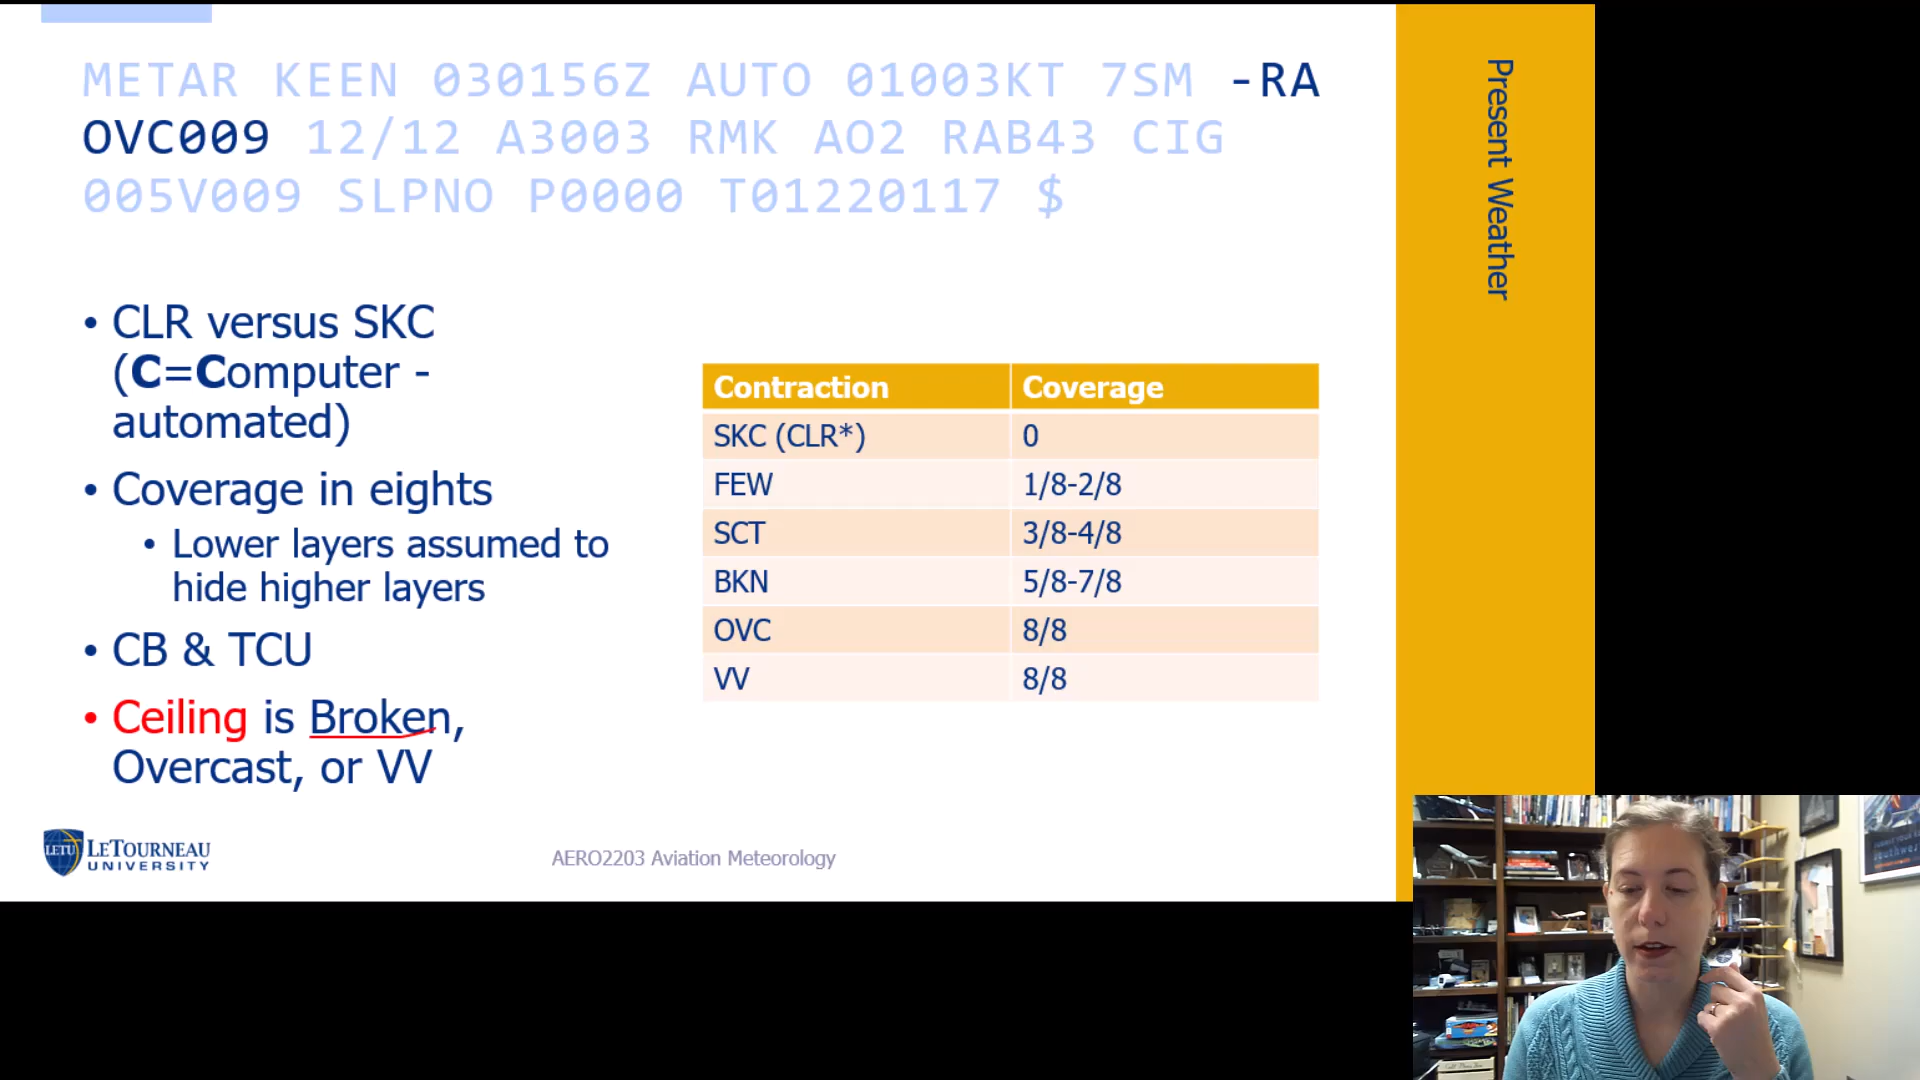 METAR KEEN 030156Z AUTO 01003KT 7SM -RA
OVC009 12/12 A3003 RMK AO2 RAB43 CIG
005V009 SLPNO P0000 T01220117 $
Present Weather
• CLR versus SKC
(C=Computer -
automated)
• Coverage in eights
• Lower layers assumed to
hide higher layers
• CB & TCU
• Ceiling is Broken,
Overcast, or VV
Contraction Coverage
SKC (CLR*) 0
FEW 1/8-2/8
SCT 3/8-4/8
BKN 5/8-7/8
OVC 8/8
VV 8/8
LETU
LETOURNEAU
UNIVERSITY
AERO2203 Aviation Meteorology